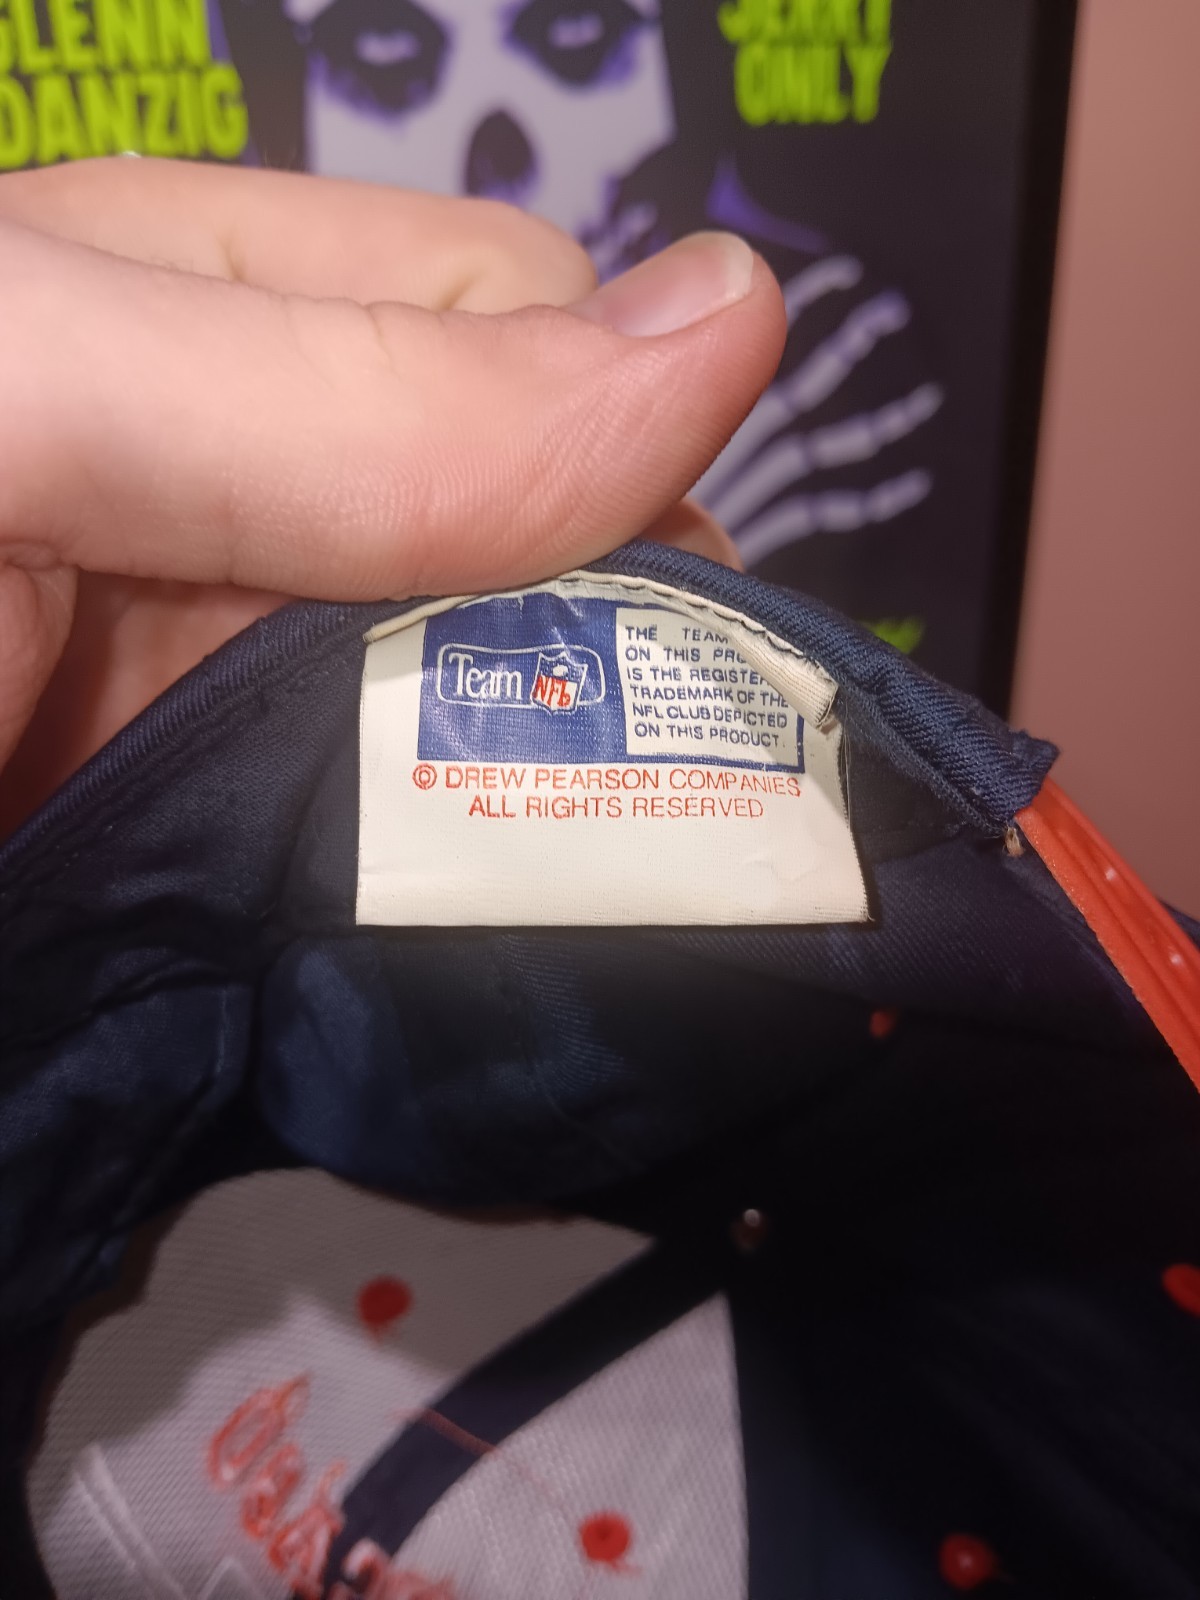 GLENN
DANZIG
JERRY
ONLY
Team NFL
THE TEAM
ON THIS
IS THE
TRADEMARK OF THE
NFL CLUB DEPICTED
ON THIS PRODUCT.
© DREW PEARSON COMPANIES
ALL RIGHTS RESERVED